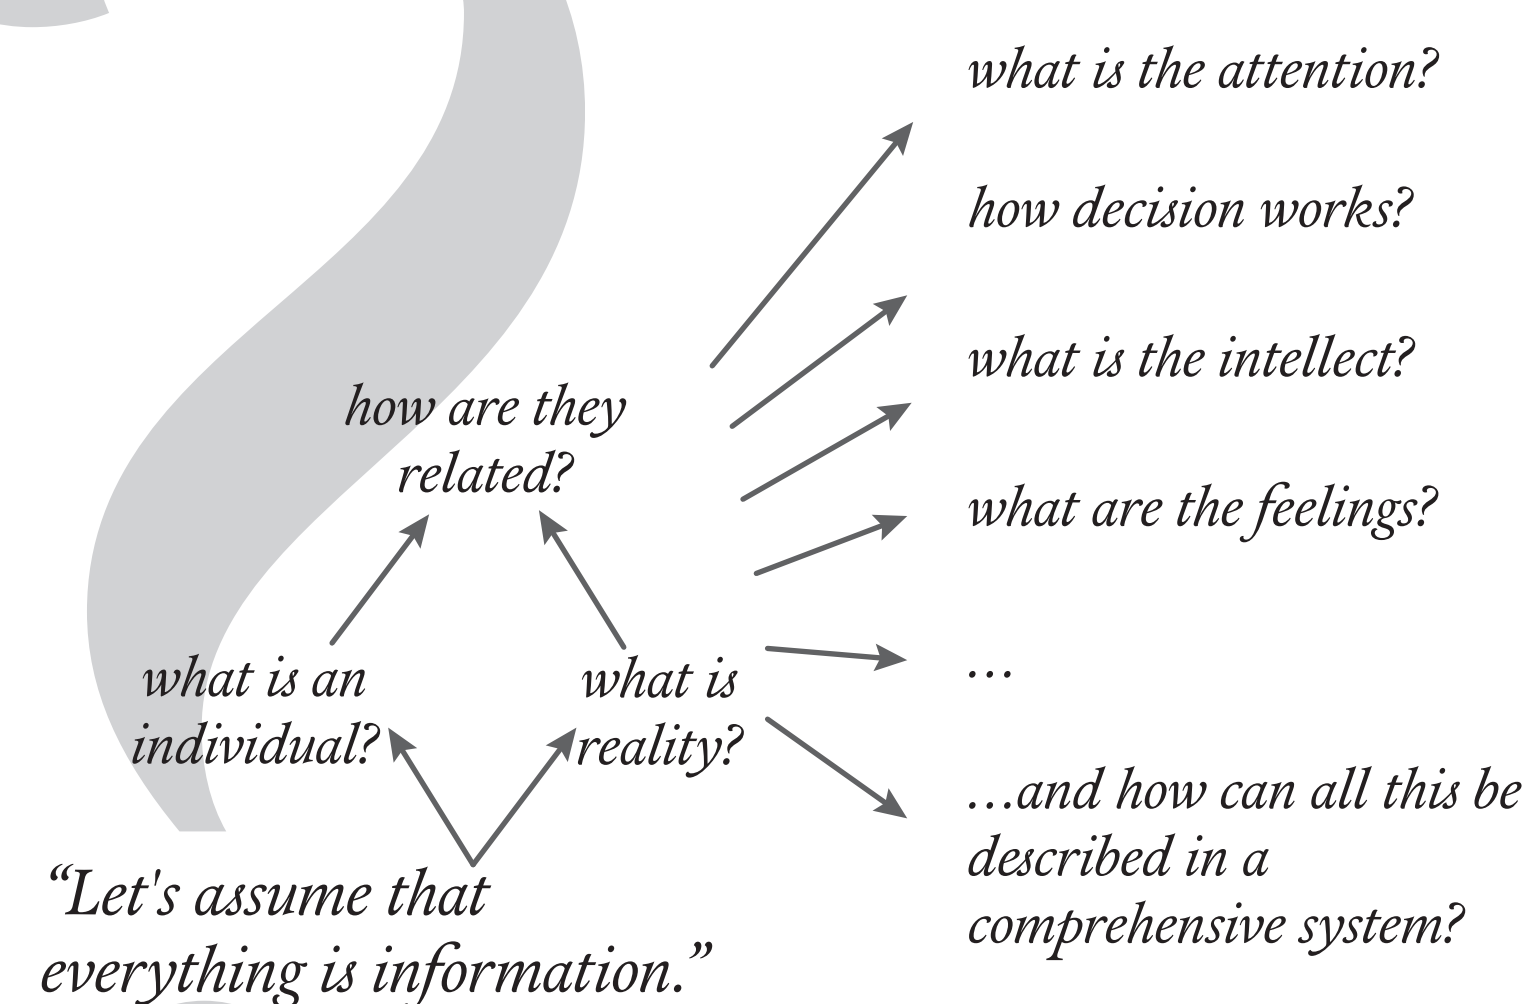 what is the attention?
how decision works?
what is the intellect?
how are they
related?
what are the feelings?
what is an
individual?
what is
reality?
...
...and how can all this be
described in a
comprehensive system?
“Let's assume that
everything is information.”